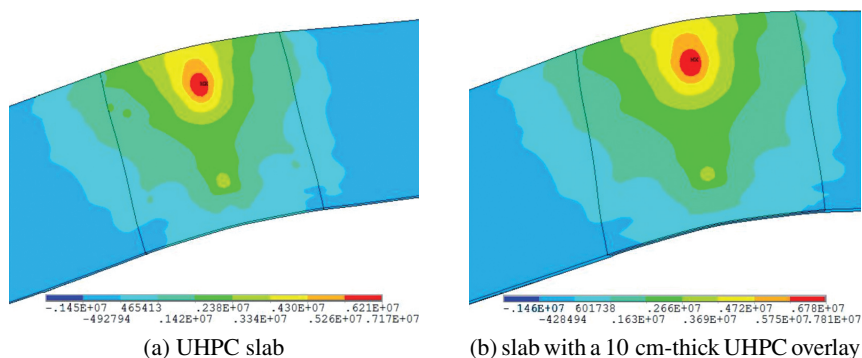 -.145E+07 465413 .238E+07 .430E+07 .621E+07
-492794 .142E+07 .334E+07 .526E+07 .717E+07
(a) UHPC slab
-.146E+07 601738 .266E+07 .472E+07 .678E+07
-428494 .163E+07 .369E+07 .575E+07 .781E+07
(b) slab with a 10 cm-thick UHPC overlay